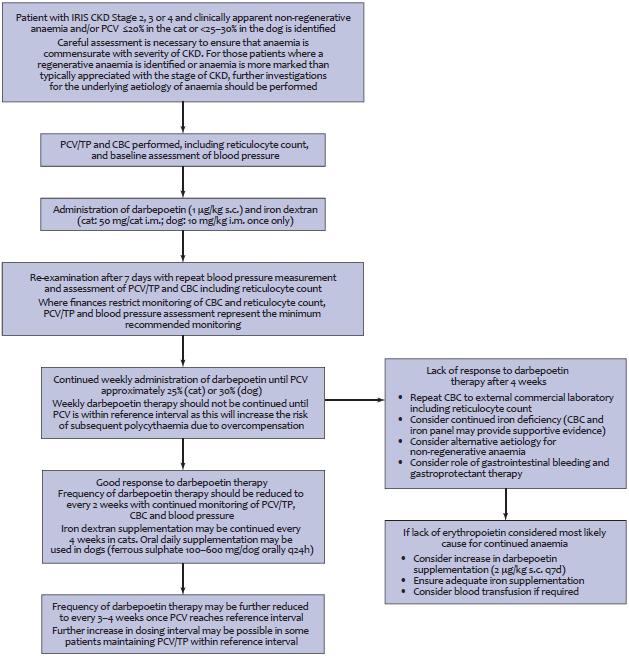 Patient with IRIS CKD Stage 2, 3 or 4 and clinically apparent non-regenerative
anaemia and/or PCV ≤20% in the cat or <25–30% in the dog is identified
Careful assessment is necessary to ensure that anaemia is
commensurate with severity of CKD. For those patients where a
regenerative anaemia is identified or anaemia is more marked than
typically appreciated with the stage of CKD, further investigations
for the underlying aetiology of anaemia should be performed
PCV/TP and CBC performed, including reticulocyte count,
and baseline assessment of blood pressure
Administration of darbepoetin (1 μg/kg s.c.) and iron dextran
(cat: 50 mg/cat i.m.; dog: 10 mg/kg i.m. once only)
Re-examination after 7 days with repeat blood pressure measurement
and assessment of PCV/TP and CBC including reticulocyte count
Where finances restrict monitoring of CBC and reticulocyte count,
PCV/TP and blood pressure assessment represent the minimum
recommended monitoring
Continued weekly administration of darbepoetin until PCV
approximately 25% (cat) or 30% (dog)
Weekly darbepoetin therapy should not be continued until
PCV is within reference interval as this will increase the risk
of subsequent polycythaemia due to overcompensation
Good response to darbepoetin therapy
Frequency of darbepoetin therapy should be reduced to
every 2 weeks with continued monitoring of PCV/TP,
CBC and blood pressure
Iron dextran supplementation may be continued every
4 weeks in cats. Oral daily supplementation may be
used in dogs (ferrous sulphate 100–600 mg/dog orally q24h)
Frequency of darbepoetin therapy may be further reduced
to every 3–4 weeks once PCV reaches reference interval
Further increase in dosing interval may be possible in some
patients maintaining PCV/TP within reference interval
Lack of response to darbepoetin
therapy after 4 weeks
• Repeat CBC to external commercial laboratory
including reticulocyte count
• Consider continued iron deficiency (CBC and
iron panel may provide supportive evidence)
• Consider alternative aetiology for
non-regenerative anaemia
• Consider role of gastrointestinal bleeding and
gastroprotectant therapy
If lack of erythropoietin considered most likely
cause for continued anaemia
• Consider increase in darbepoetin
supplementation (2 μg/kg s.c. q7d)
• Ensure adequate iron supplementation
• Consider blood transfusion if required